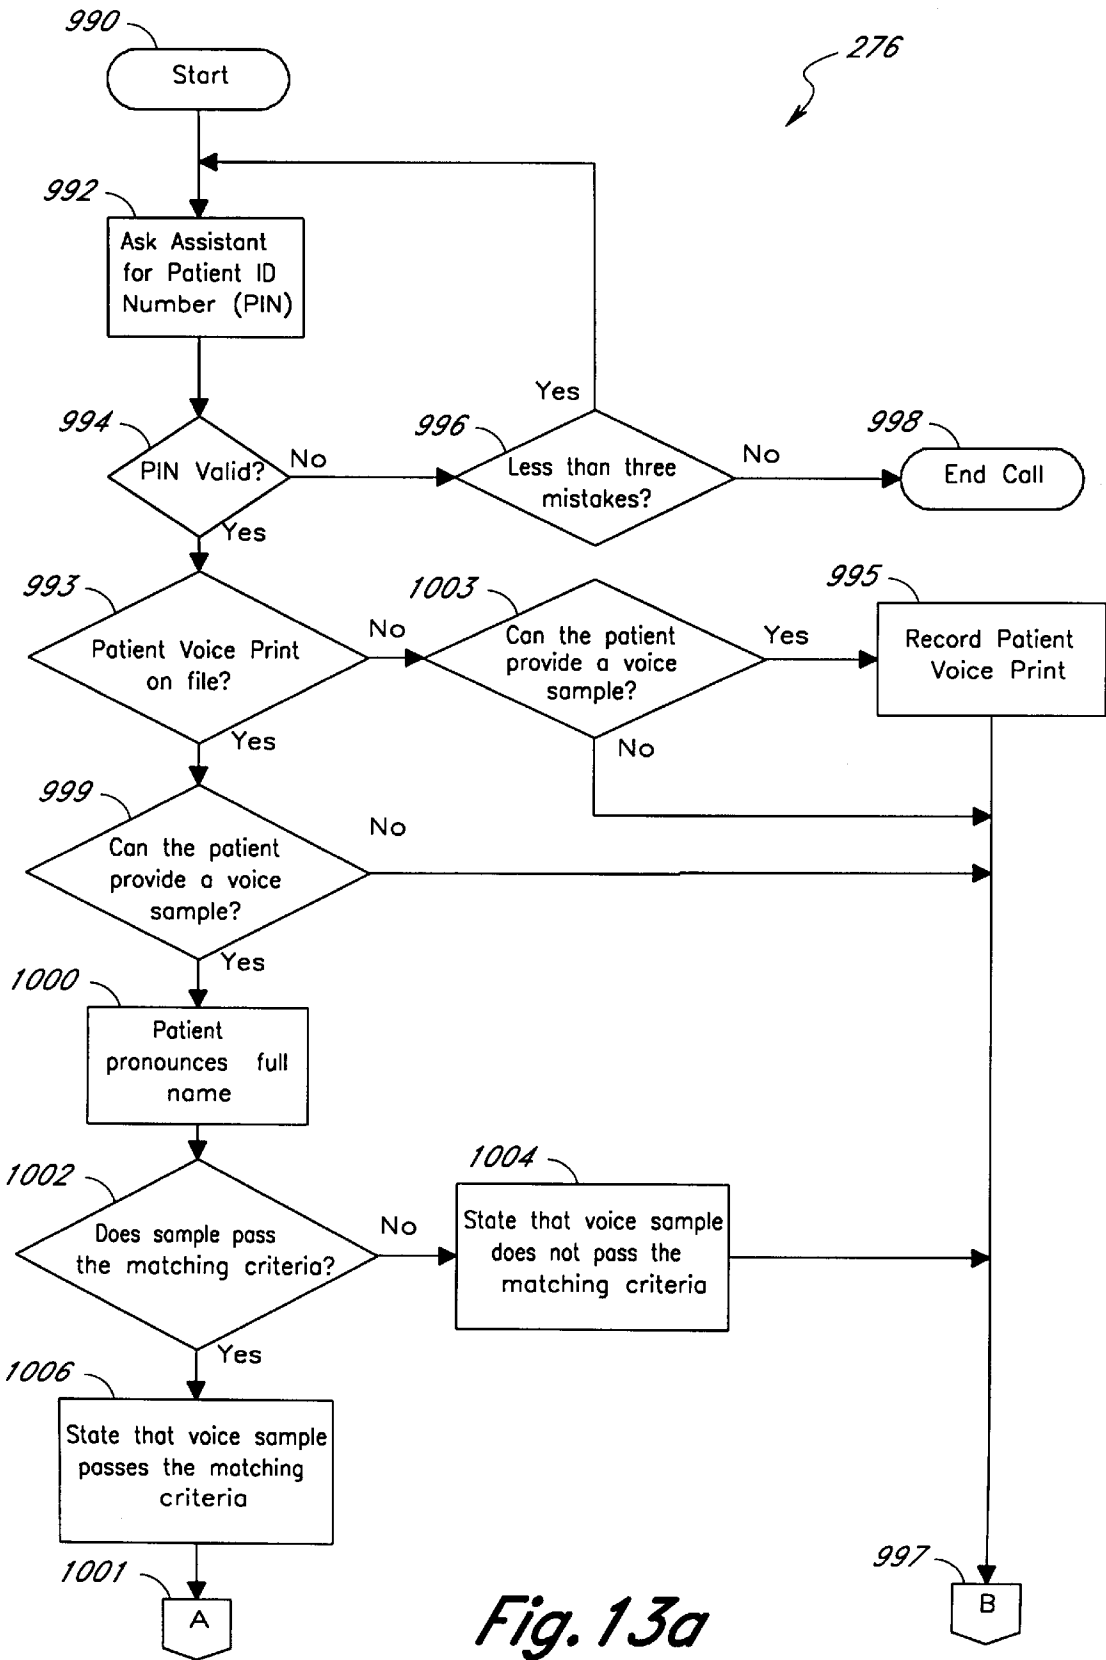 990
Start
276
992
Ask Assistant
for Patient ID
Number (PIN)
Yes
994
PIN Valid?
No
996
Less than three
mistakes?
No
998
End Call
Yes
993
Patient Voice Print
on file?
No
1003
Can the patient
provide a voice
sample?
Yes
995
Record Patient
Voice Print
Yes
No
999
Can the patient
provide a voice
sample?
No
Yes
1000
Patient
pronounces full
name
1002
Does sample pass
the matching criteria?
No
1004
State that voice sample
does not pass the
matching criteria
Yes
1006
State that voice sample
passes the matching
criteria
1001
A
997
B
Fig. 13a